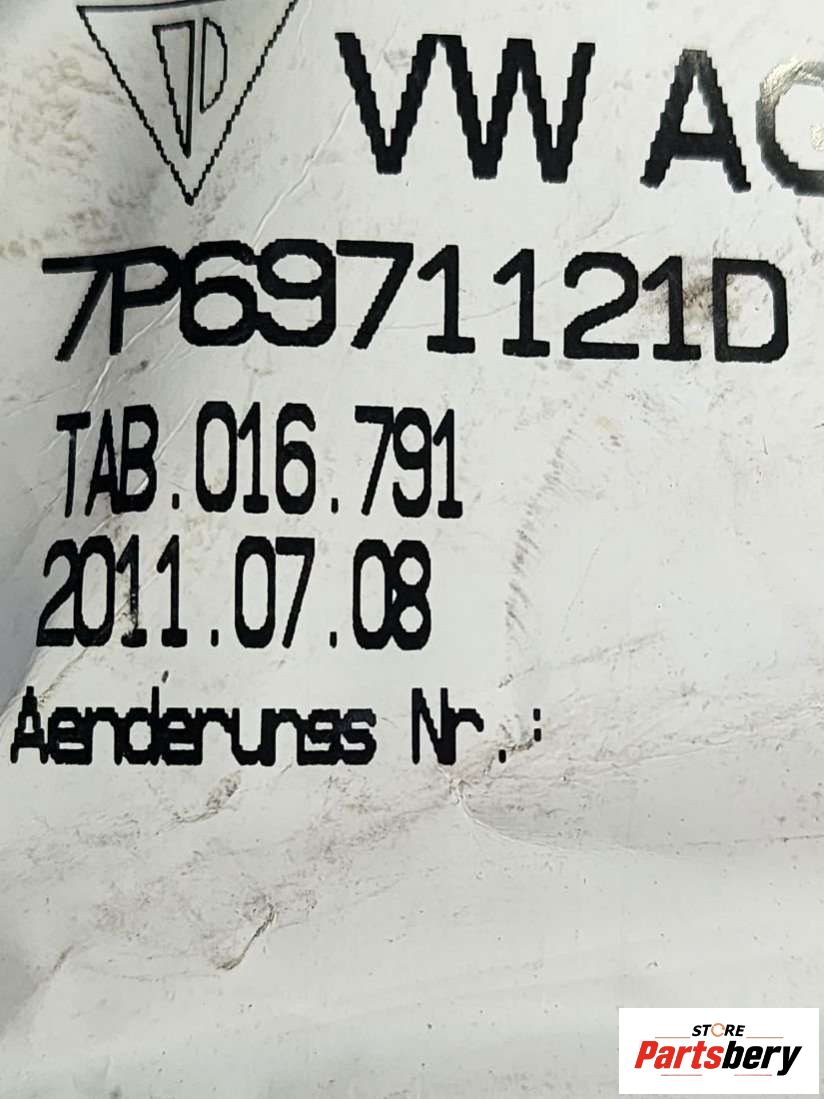 VW AG
7P6971121D
TAB.016.791
2011.07.08
Aenderungs Nr.:
STORE
Partsbery